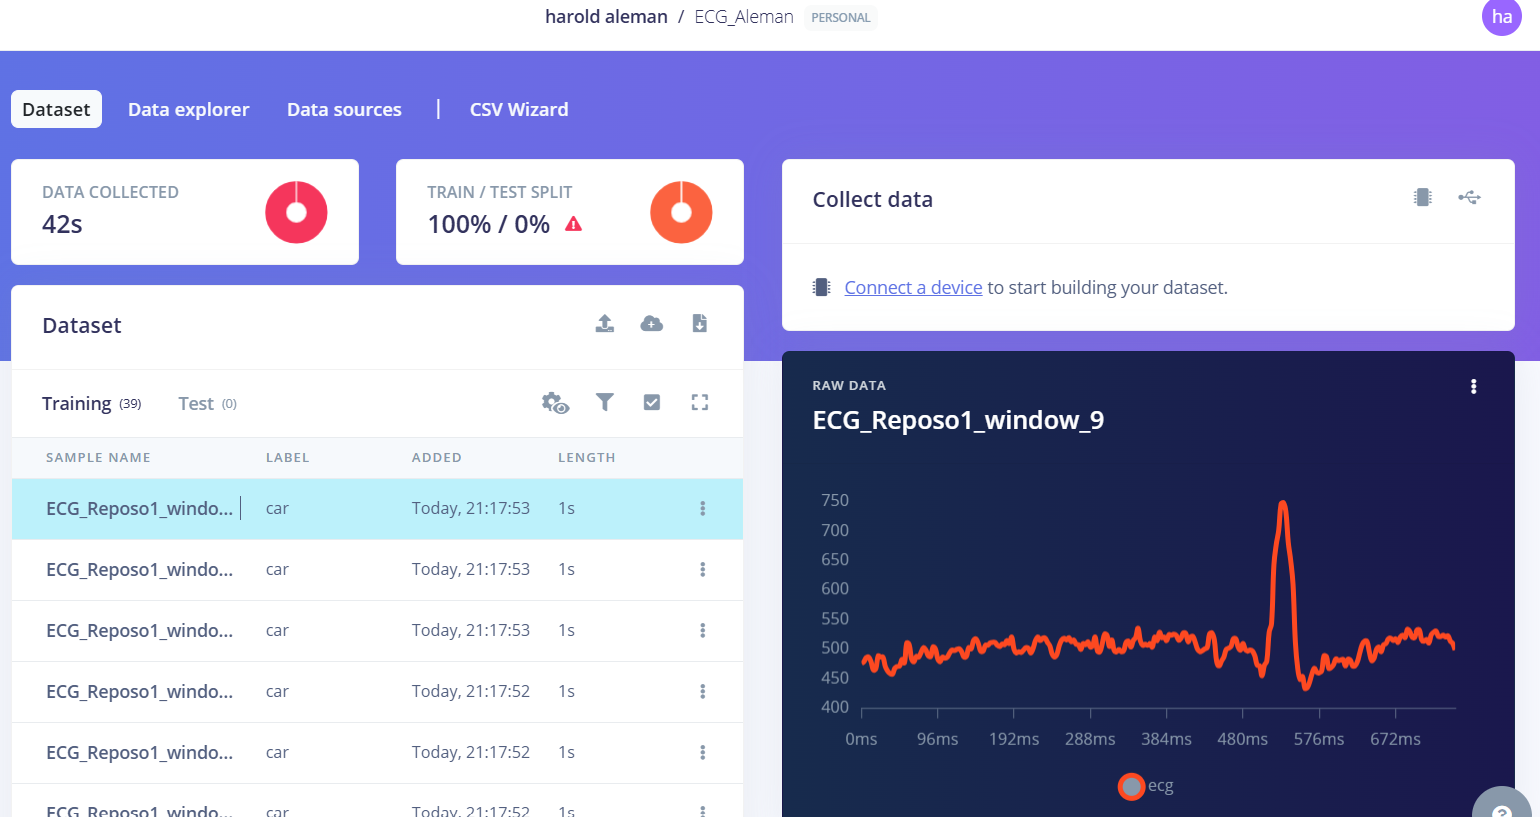 harold aleman / ECG_Aleman PERSONAL
ha
Dataset Data explorer Data sources | CSV Wizard
DATA COLLECTED
42s
TRAIN / TEST SPLIT
100% / 0%
Collect data
Connect a device to start building your dataset.
Dataset
Training (39) Test (0)
SAMPLE NAME LABEL ADDED LENGTH
ECG_Reposo1_windo... car Today, 21:17:53 1s
ECG_Reposo1_windo... car Today, 21:17:53 1s
ECG_Reposo1_windo... car Today, 21:17:53 1s
ECG_Reposo1_windo... car Today, 21:17:52 1s
ECG_Reposo1_windo... car Today, 21:17:52 1s
ECG_Reposo1_windo... car Today, 21:17:52 1s
RAW DATA
ECG_Reposo1_window_9
750
700
650
600
550
500
450
400
0ms 96ms 192ms 288ms 384ms 480ms 576ms 672ms
ecg
?